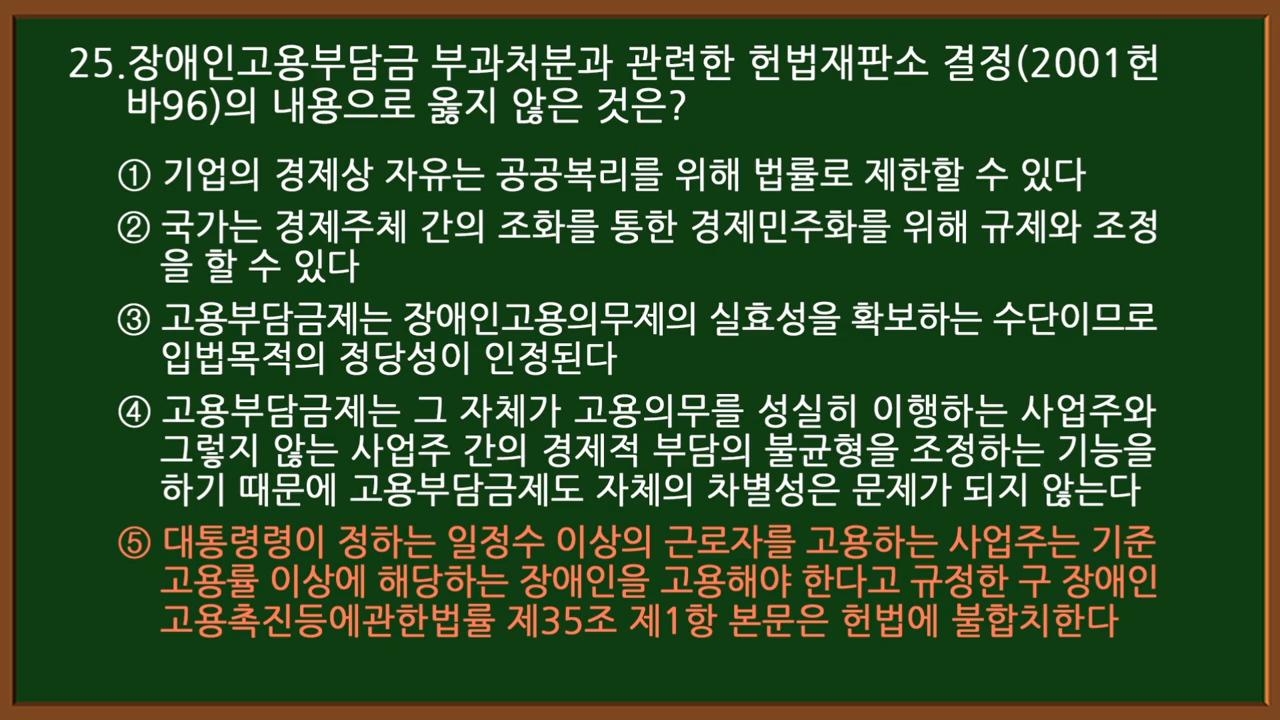 25.장애인고용부담금 부과처분과 관련한 헌법재판소 결정(2001헌
바96)의 내용으로 옳지 않은 것은?
① 기업의 경제상 자유는 공공복리를 위해 법률로 제한할 수 있다
② 국가는 경제주체 간의 조화를 통한 경제민주화를 위해 규제와 조정
을 할 수 있다
③ 고용부담금제는 장애인고용의무제의 실효성을 확보하는 수단이므로
입법목적의 정당성이 인정된다
④ 고용부담금제는 그 자체가 고용의무를 성실히 이행하는 사업주와
그렇지 않는 사업주 간의 경제적 부담의 불균형을 조정하는 기능을
하기 때문에 고용부담금제도 자체의 차별성은 문제가 되지 않는다
⑤ 대통령령이 정하는 일정수 이상의 근로자를 고용하는 사업주는 기준
고용률 이상에 해당하는 장애인을 고용해야 한다고 규정한 구 장애인
고용촉진등에관한법률 제35조 제1항 본문은 헌법에 불합치한다